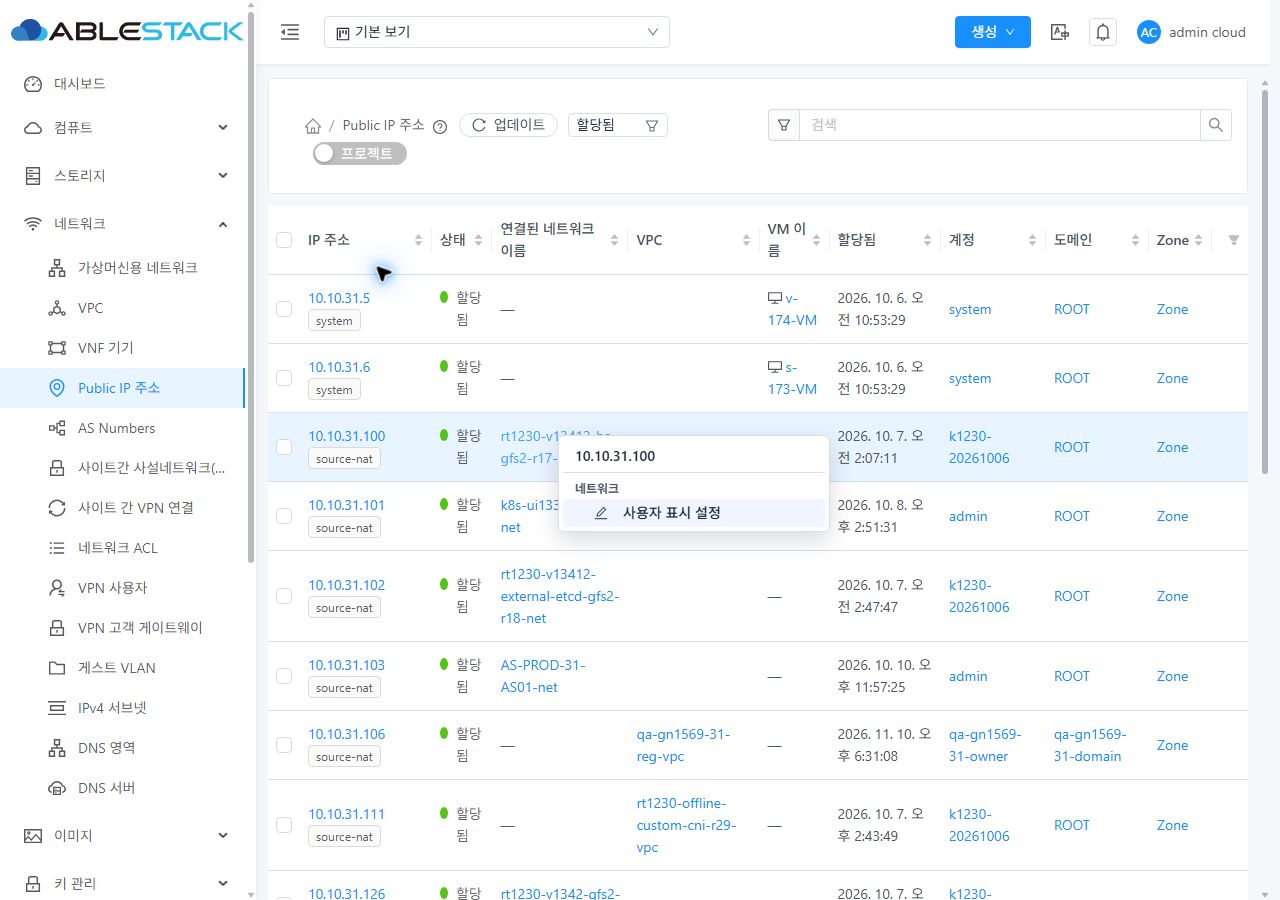 ABLESTACK
기본 보기
생성
AC
admin cloud
대시보드
컴퓨트
스토리지
네트워크
가상머신용 네트워크
VPC
VNF 기기
Public IP 주소
AS Numbers
사이트간 사설네트워크(...
사이트 간 VPN 연결
네트워크 ACL
VPN 사용자
VPN 고객 게이트웨이
게스트 VLAN
IPv4 서브넷
DNS 영역
DNS 서버
이미지
키 관리
/ Public IP 주소
업데이트
할당됨
검색
프로젝트
IP 주소
상태
연결된 네트워크
이름
VPC
VM 이
름
할당됨
계정
도메인
Zone
10.10.31.5
system
할당
됨
—
v-
174-VM
2026. 10. 6. 오
전 10:53:29
system
ROOT
Zone
10.10.31.6
system
할당
됨
—
s-
173-VM
2026. 10. 6. 오
전 10:53:29
system
ROOT
Zone
10.10.31.100
source-nat
할당
됨
gfs2-r17-
2026. 10. 7. 오
전 2:07:11
k1230-
20261006
ROOT
Zone
10.10.31.100
네트워크
사용자 표시 설정
10.10.31.101
source-nat
할당
됨
k8s-ui133
net
2026. 10. 8. 오
후 2:51:31
admin
ROOT
Zone
10.10.31.102
source-nat
할당
됨
rt1230-v13412-
external-etcd-gfs2-
r18-net
—
2026. 10. 7. 오
전 2:47:47
k1230-
20261006
ROOT
Zone
10.10.31.103
source-nat
할당
됨
AS-PROD-31-
AS01-net
—
2026. 10. 10. 오
후 11:57:25
admin
ROOT
Zone
10.10.31.106
source-nat
할당
됨
—
qa-gn1569-31-
reg-vpc
—
2026. 11. 10. 오
후 6:31:08
qa-gn1569-
31-owner
qa-gn1569-
31-domain
Zone
10.10.31.111
source-nat
할당
됨
—
rt1230-offline-
custom-cni-r29-
vpc
—
2026. 10. 7. 오
후 2:43:49
k1230-
20261006
ROOT
Zone
10.10.31.126
할당
rt1230-v1342-gfs2-
2026. 10. 7. 오
k1230-